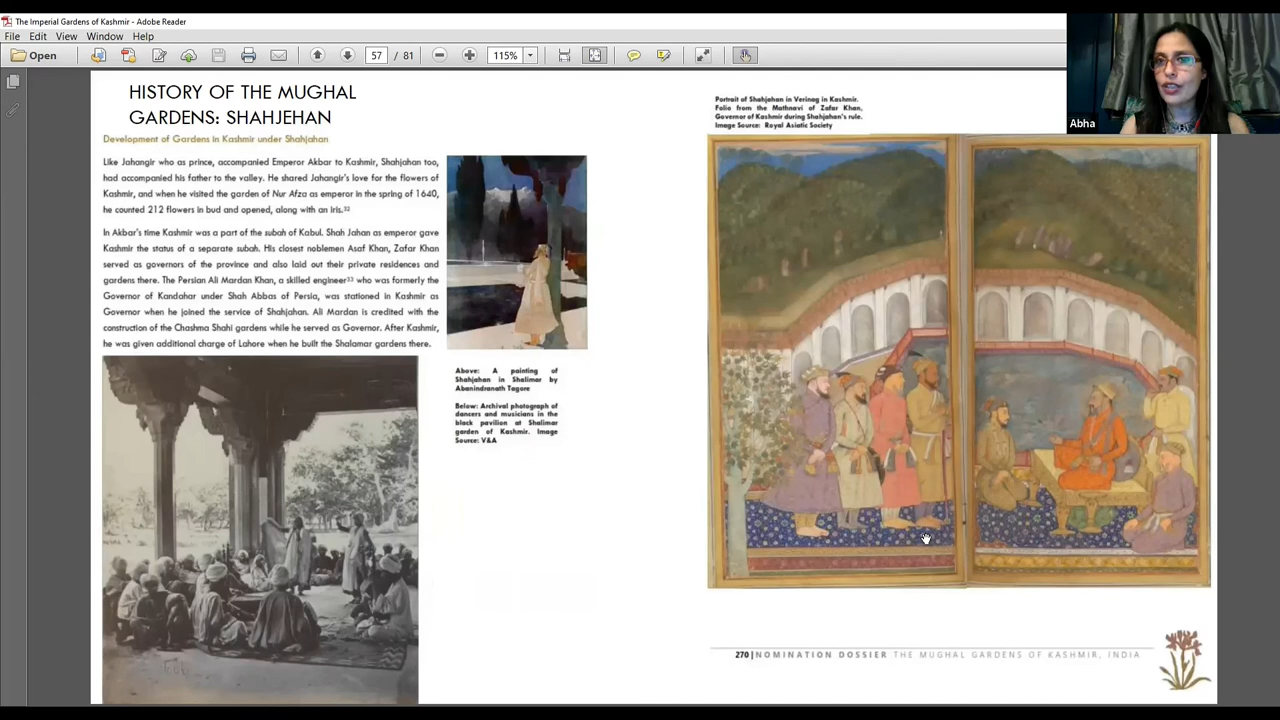 The Imperial Gardens of Kashmir - Adobe Reader
File Edit View Window Help
Open
57 / 81
115%
Abha
HISTORY OF THE MUGHAL
GARDENS: SHAHJEHAN
Development of Gardens in Kashmir under Shahjahan
Like Jahangir who as prince, accompanied Emperor Akbar to Kashmir, Shahjahan too,
had accompanied his father to the valley. He shared Jahangir's love for the flowers of
Kashmir, and when he visited the garden of Nur Afza as emperor in the spring of 1640,
he counted 212 flowers in bud and opened, along with an iris.32
In Akbar's time Kashmir was a part of the subah of Kabul. Shah Jahan as emperor gave
Kashmir the status of a separate subah. His closest noblemen Asaf Khan, Zafar Khan
served as governors of the province and also laid out their private residences and
gardens there. The Persian Ali Mardan Khan, a skilled engineer33 who was formerly the
Governor of Kandahar under Shah Abbas of Persia, was stationed in Kashmir as
Governor when he joined the service of Shahjahan. Ali Mardan is credited with the
construction of the Chashma Shahi gardens while he served as Governor. After Kashmir,
he was given additional charge of Lahore when he built the Shalamar gardens there.
Above: A painting of
Shahjahan in Shalimar by
Abanindranath Tagore
Below: Archival photograph of
dancers and musicians in the
black pavilion at Shalimar
garden of Kashmir. Image
Source: V&A
Portrait of Shahjahan in Verinag in Kashmir.
Folio from the Mathnavi of Zafar Khan,
Governor of Kashmir during Shahjahan's rule.
Image Source: Royal Asiatic Society
270|NOMINATION DOSSIER THE MUGHAL GARDENS OF KASHMIR, INDIA